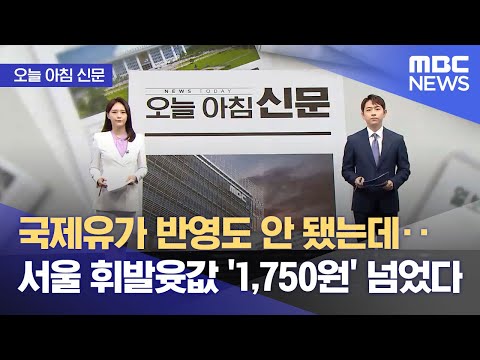 오늘 아침 신문
MBC
NEWS
NEWS TODAY
오늘 아침 신문
MBC
국제유가 반영도 안 됐는데‥
서울 휘발윳값 '1,750원' 넘었다